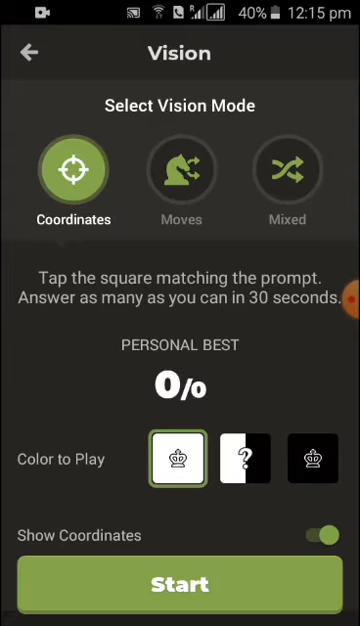 40% 12:15 pm
Vision
Select Vision Mode
Coordinates Moves Mixed
Tap the square matching the prompt.
Answer as many as you can in 30 seconds.
PERSONAL BEST
0/0
Color to Play ?
Show Coordinates
Start